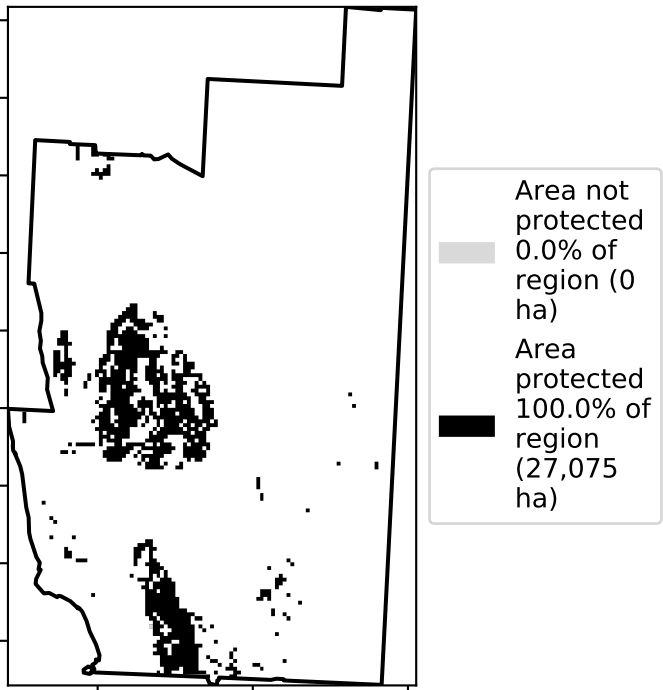 Area not
protected
0.0% of
region (0
ha)
Area
protected
100.0% of
region
(27,075
ha)